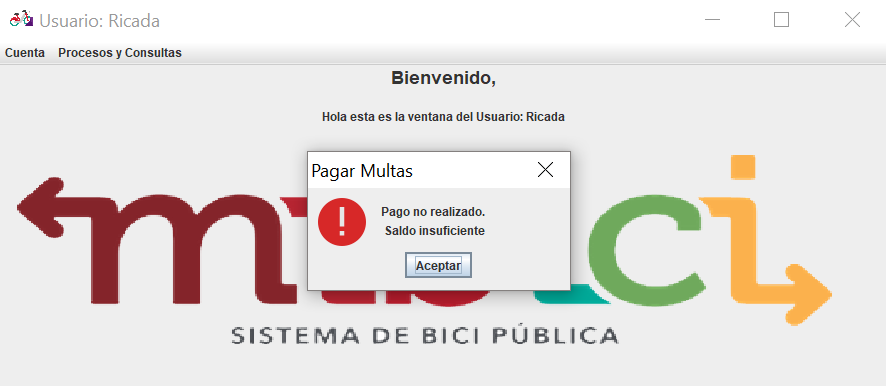 Usuario: Ricada
Cuenta Procesos y Consultas
Bienvenido,
Hola esta es la ventana del Usuario: Ricada
Pagar Multas
Pago no realizado.
Saldo insuficiente
Aceptar
SISTEMA DE BICI PÚBLICA